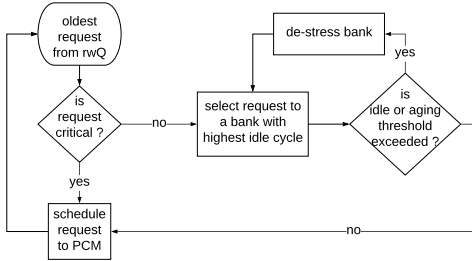 oldest
request
from rwQ
is
request
critical ?
no
yes
schedule
request
to PCM
select request to
a bank with
highest idle cycle
de-stress bank
yes
is
idle or aging
threshold
exceeded ?
no